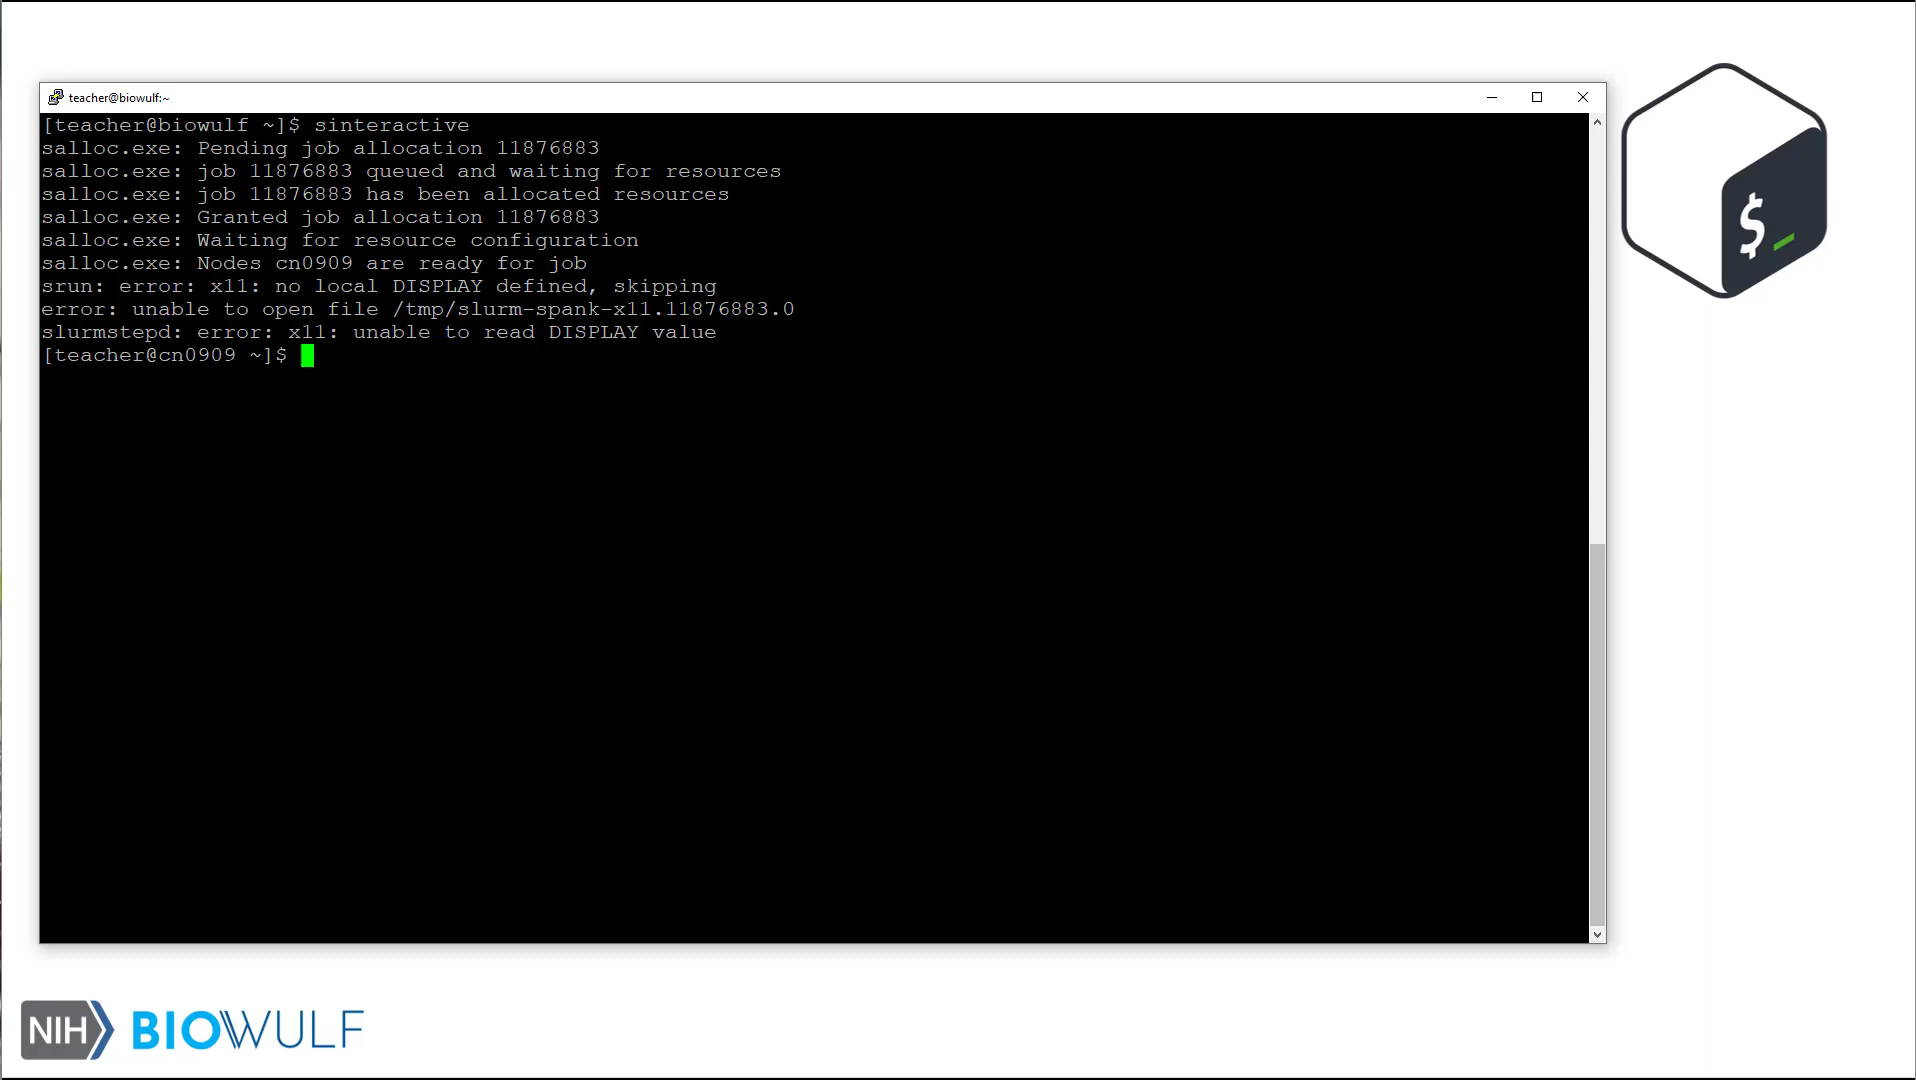 teacher@biowulf:~
[teacher@biowulf ~]$ sinteractive
salloc.exe: Pending job allocation 11876883
salloc.exe: job 11876883 queued and waiting for resources
salloc.exe: job 11876883 has been allocated resources
salloc.exe: Granted job allocation 11876883
salloc.exe: Waiting for resource configuration
salloc.exe: Nodes cn0909 are ready for job
srun: error: x11: no local DISPLAY defined, skipping
error: unable to open file /tmp/slurm-spank-x11.11876883.0
slurmstepd: error: x11: unable to read DISPLAY value
[teacher@cn0909 ~]$
$_
NIH BIOWULF